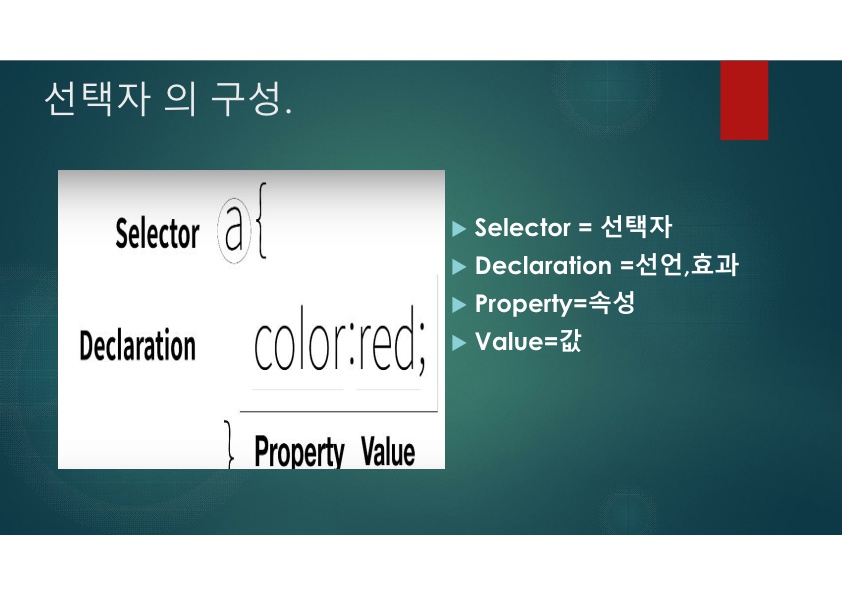 선택자 의 구성.
Selector a{
Declaration color:red;
} Property Value
Selector = 선택자
Declaration =선언,효과
Property=속성
Value=값